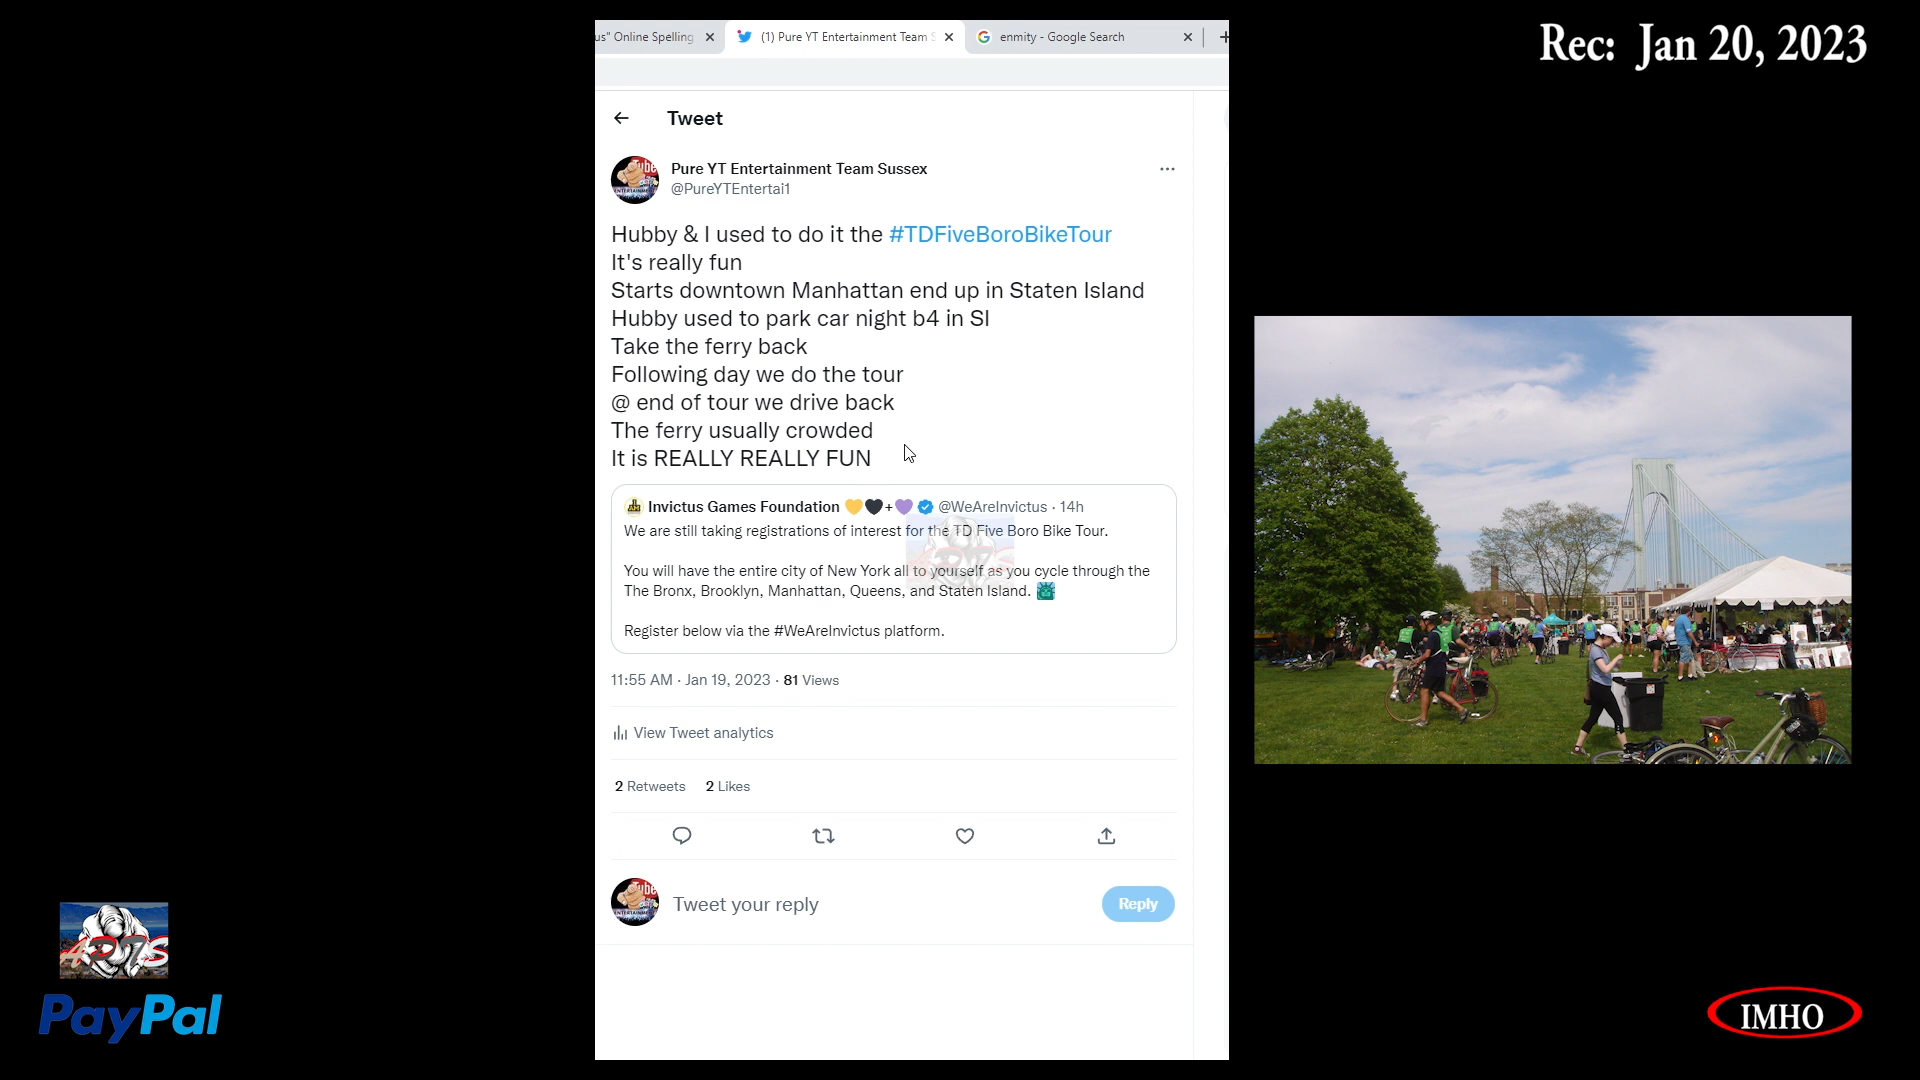 us" Online Spelling
(1) Pure YT Entertainment Team S
enmity - Google Search
Rec: Jan 20, 2023
Tweet
Pure YT Entertainment Team Sussex
@PureYTEntertai1
Hubby & I used to do it the #TDFiveBoroBikeTour
It's really fun
Starts downtown Manhattan end up in Staten Island
Hubby used to park car night b4 in SI
Take the ferry back
Following day we do the tour
@ end of tour we drive back
The ferry usually crowded
It is REALLY REALLY FUN
Invictus Games Foundation 💛🖤+💜 @WeAreInvictus · 14h
We are still taking registrations of interest for the TD Five Boro Bike Tour.
You will have the entire city of New York all to yourself as you cycle through the
The Bronx, Brooklyn, Manhattan, Queens, and Staten Island. 🗽
Register below via the #WeAreInvictus platform.
11:55 AM · Jan 19, 2023 · 81 Views
View Tweet analytics
2 Retweets 2 Likes
Tweet your reply
Reply
PayPal
IMHO